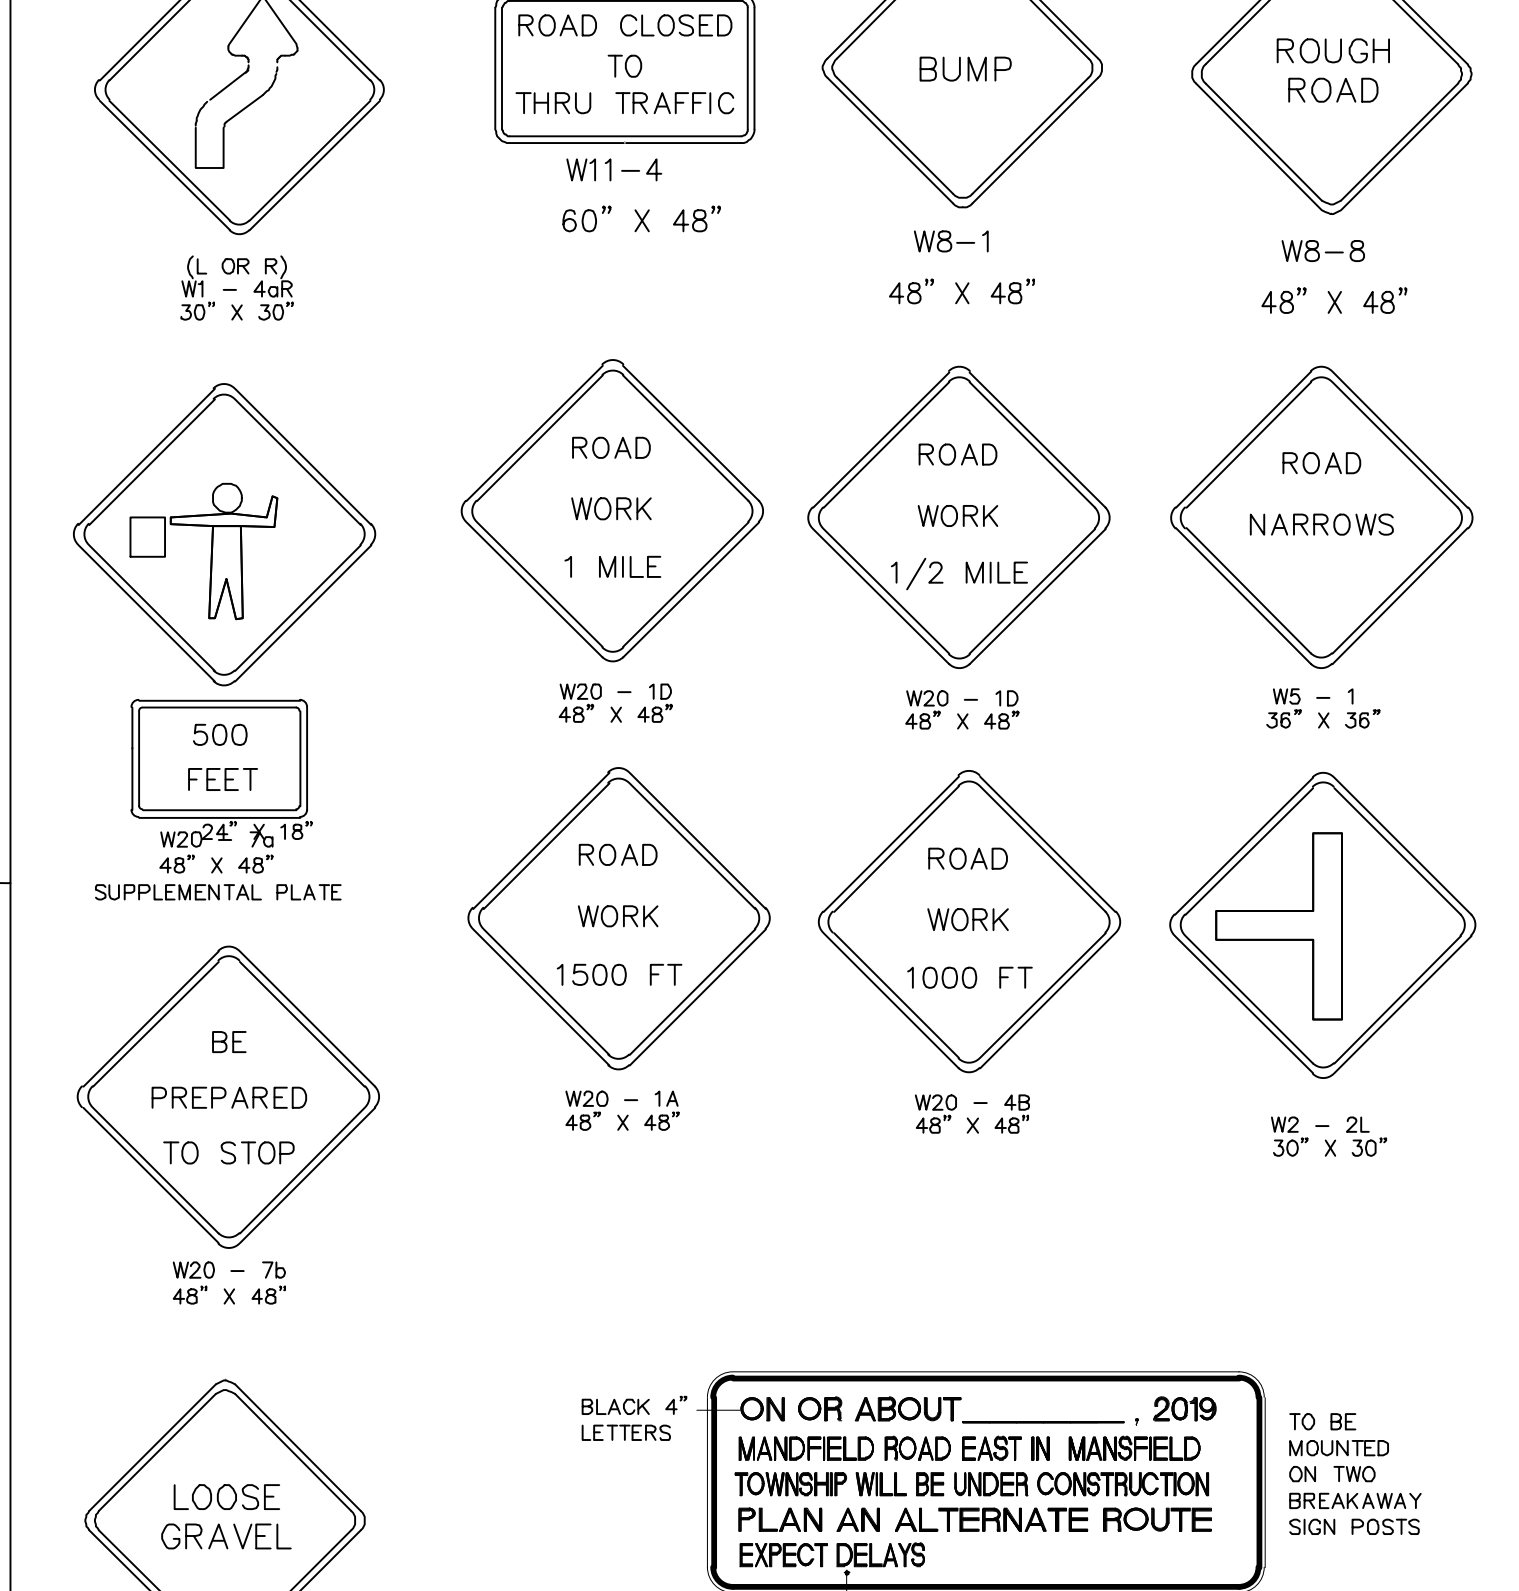 ROAD CLOSED
TO
THRU TRAFFIC
W11-4
60" X 48"
BUMP
W8-1
48" X 48"
ROUGH
ROAD
W8-8
48" X 48"
(L OR R)
W1 - 4aR
30" X 30"
500
FEET
24" X 18"
W20 - 7a
48" X 48"
SUPPLEMENTAL PLATE
ROAD
WORK
1 MILE
W20 - 1D
48" X 48"
ROAD
WORK
1/2 MILE
W20 - 1D
48" X 48"
ROAD
NARROWS
W5 - 1
36" X 36"
ROAD
WORK
1500 FT
W20 - 1A
48" X 48"
ROAD
WORK
1000 FT
W20 - 4B
48" X 48"
W2 - 2L
30" X 30"
BE
PREPARED
TO STOP
W20 - 7b
48" X 48"
LOOSE
GRAVEL
BLACK 4"
LETTERS
ON OR ABOUT__________ , 2019
MANDFIELD ROAD EAST IN MANSFIELD
TOWNSHIP WILL BE UNDER CONSTRUCTION
PLAN AN ALTERNATE ROUTE
EXPECT DELAYS
TO BE
MOUNTED
ON TWO
BREAKAWAY
SIGN POSTS